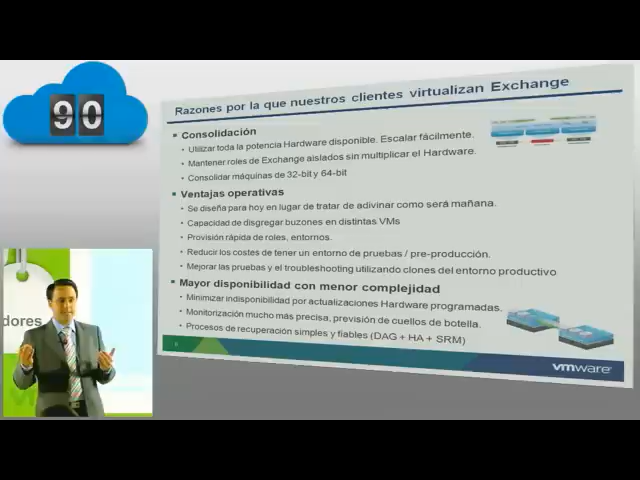 90
Razones por la que nuestros clientes virtualizan Exchange
▪ Consolidación
• Utilizar toda la potencia Hardware disponible. Escalar fácilmente.
• Mantener roles de Exchange aislados sin multiplicar el Hardware.
• Consolidar máquinas de 32-bit y 64-bit
▪ Ventajas operativas
• Se diseña para hoy en lugar de tratar de adivinar como será mañana.
• Capacidad de disgregar buzones en distintas VMs
• Provisión rápida de roles, entornos.
• Reducir los costes de tener un entorno de pruebas / pre-producción.
• Mejorar las pruebas y el troubleshooting utilizando clones del entorno productivo
▪ Mayor disponibilidad con menor complejidad
• Minimizar indisponibilidad por actualizaciones Hardware programadas.
• Monitorización mucho más precisa, previsión de cuellos de botella.
• Procesos de recuperación simples y fiables (DAG + HA + SRM)
vmware
dores